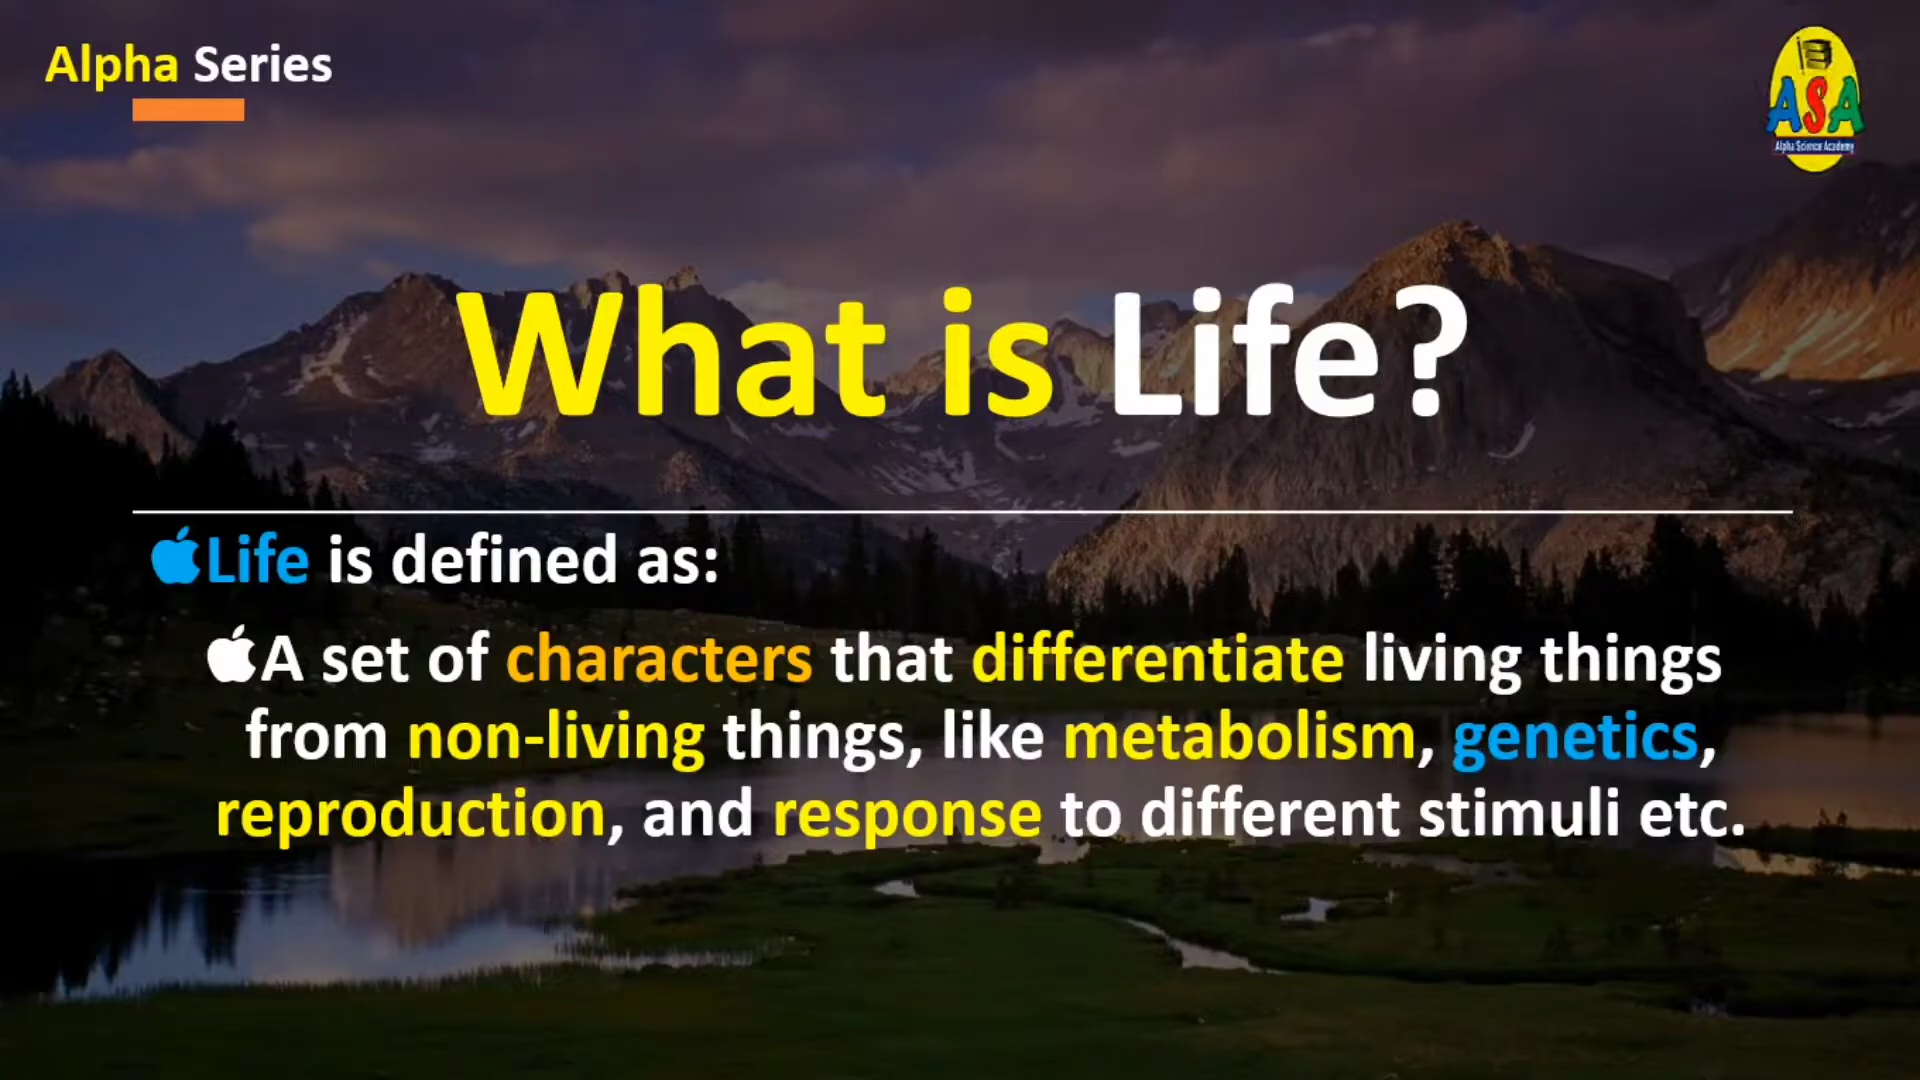 Alpha Series
ASA
Alpha Science Academy
What is Life?
Life is defined as:
A set of characters that differentiate living things
from non-living things, like metabolism, genetics,
reproduction, and response to different stimuli etc.